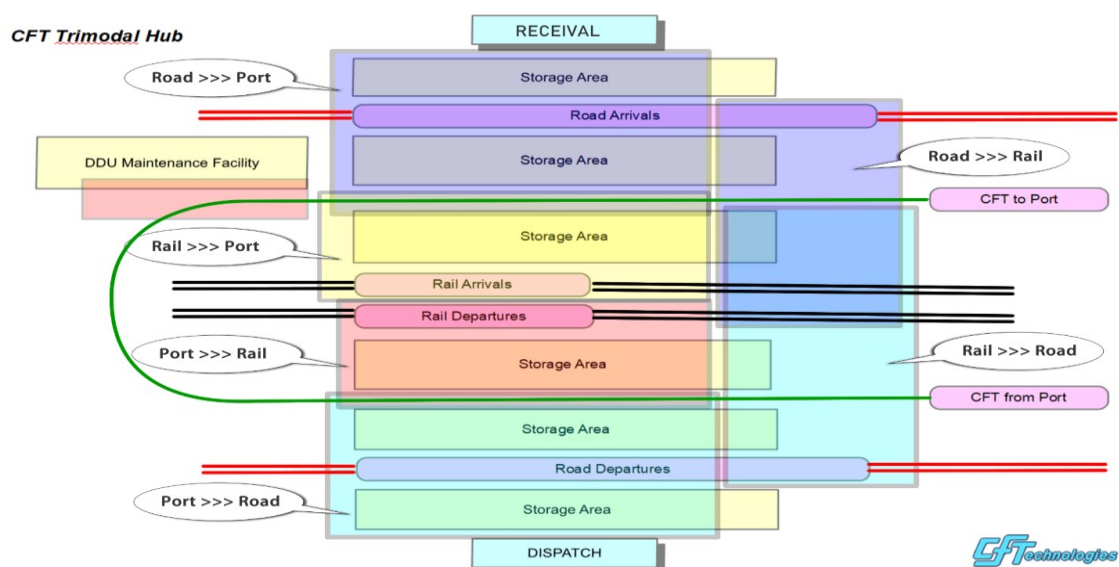 CFT Trimodal Hub
RECEIVAL
Road >>> Port
Storage Area
Road Arrivals
DDU Maintenance Facility
Storage Area
Road >>> Rail
CFT to Port
Rail >>> Port
Storage Area
Rail Arrivals
Rail Departures
Port >>> Rail
Storage Area
Rail >>> Road
CFT from Port
Storage Area
Road Departures
Port >>> Road
Storage Area
DISPATCH
CFTechnologies